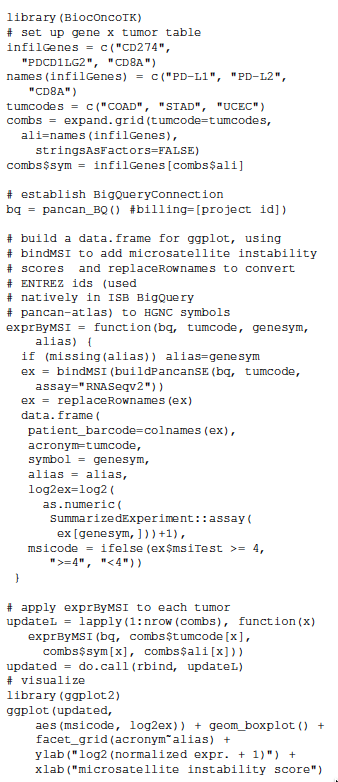 library(BiocOncoTK)
# set up gene x tumor table
infilGenes = c("CD274",
"PDCD1LG2", "CD8A")
names(infilGenes) = c("PD-L1", "PD-L2",
"CD8A")
tumcodes = c("COAD", "STAD", "UCEC")
combs = expand.grid(tumcode=tumcodes,
ali=names(infilGenes),
stringsAsFactors=FALSE)
combs$sym = infilGenes[combs$ali]

# establish BigQueryConnection
bq = pancan_BQ() #billing=[project id])

# build a data.frame for ggplot, using
# bindMSI to add microsatellite instability
# scores  and replaceRownames to convert
# ENTREZ ids (used
# natively in ISB BigQuery
# pancan-atlas) to HGNC symbols
exprByMSI = function(bq, tumcode, genesym,
alias) {
if (missing(alias)) alias=genesym
ex = bindMSI(buildPancanSE(bq, tumcode,
assay="RNASeqv2"))
ex = replaceRownames(ex)
data.frame(
patient_barcode=colnames(ex),
acronym=tumcode,
symbol = genesym,
alias = alias,
log2ex=log2(
as.numeric(
SummarizedExperiment::assay(
ex[genesym,]))+1),
msicode = ifelse(ex$msiTest >= 4,
">=4", "<4"))
}

# apply exprByMSI to each tumor
updateL = lapply(1:nrow(combs), function(x)
exprByMSI(bq, combs$tumcode[x],
combs$sym[x], combs$ali[x]))
updated = do.call(rbind, updateL)
# visualize
library(ggplot2)
ggplot(updated,
aes(msicode, log2ex)) + geom_boxplot() +
facet_grid(acronym~alias) +
ylab("log2(normalized expr. + 1)") +
xlab("microsatellite instability score")